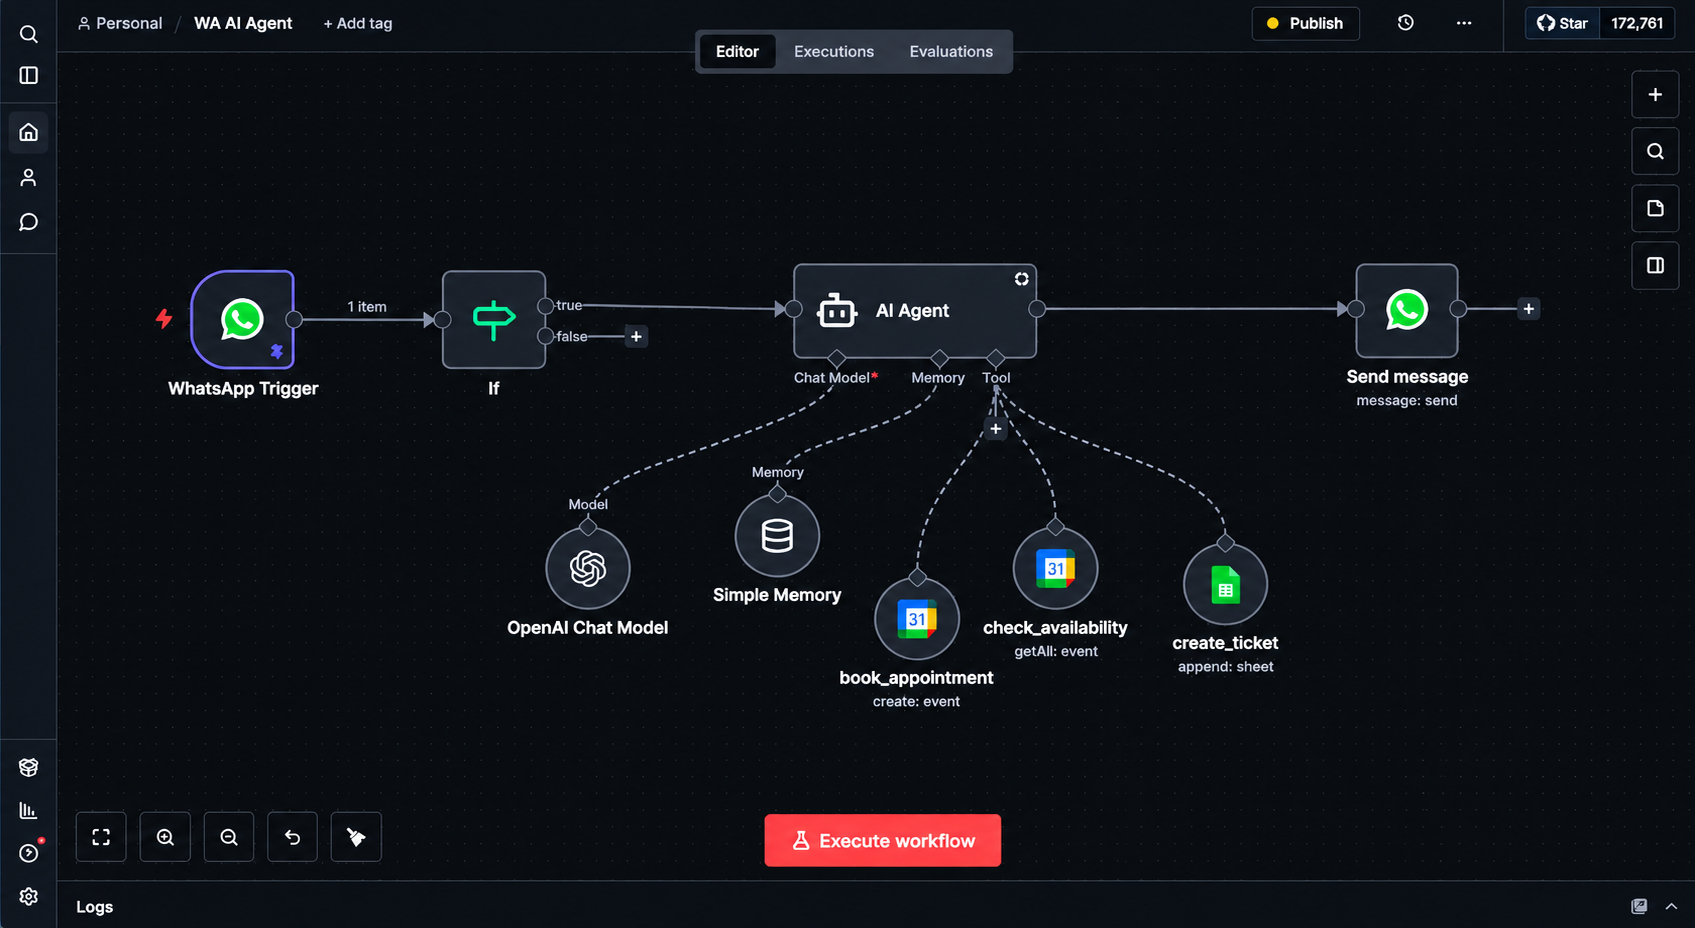 Personal / WA AI Agent + Add tag
Publish
Star 172,761
Editor Executions Evaluations
1 item
true
false
WhatsApp Trigger
If
AI Agent
Chat Model*
Memory
Tool
Send message
message: send
Model
OpenAI Chat Model
Memory
Simple Memory
31
book_appointment
create: event
31
check_availability
getAll: event
create_ticket
append: sheet
Execute workflow
Logs